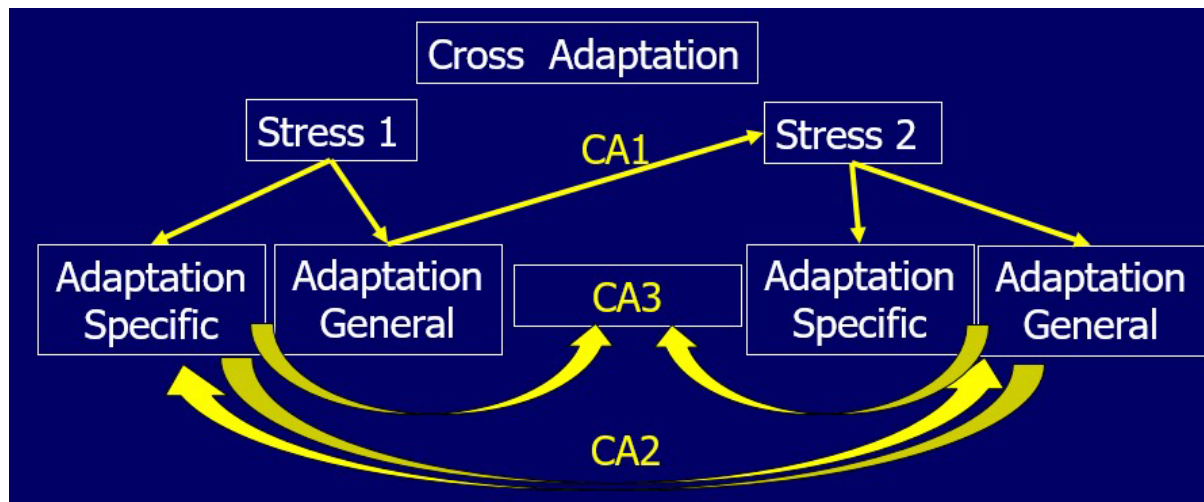 Cross Adaptation
Stress 1
CA1
Stress 2
Adaptation
Specific
Adaptation
General
CA3
Adaptation
Specific
Adaptation
General
CA2